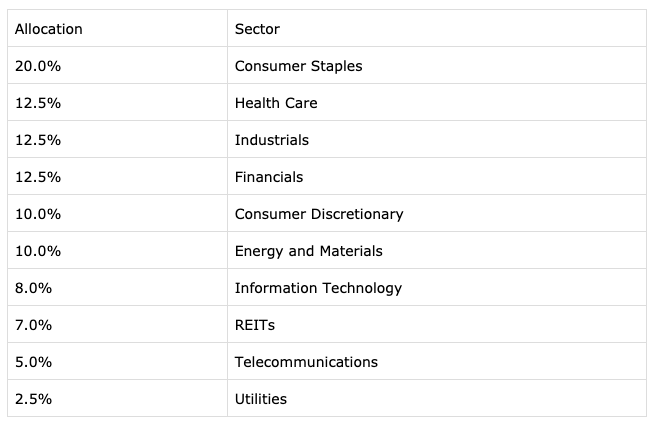 Allocation Sector
20.0% Consumer Staples
12.5% Health Care
12.5% Industrials
12.5% Financials
10.0% Consumer Discretionary
10.0% Energy and Materials
8.0% Information Technology
7.0% REITs
5.0% Telecommunications
2.5% Utilities